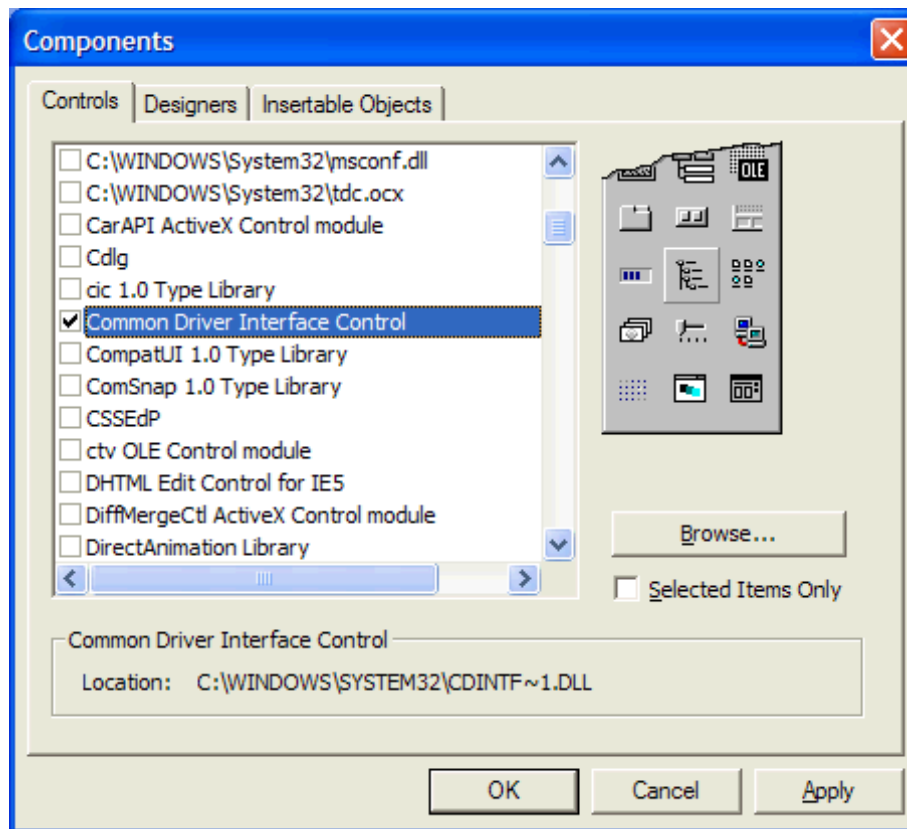 Components
Controls Designers Insertable Objects
C:\WINDOWS\System32\msconf.dll
C:\WINDOWS\System32\tdc.ocx
CarAPI ActiveX Control module
Cdlg
cic 1.0 Type Library
Common Driver Interface Control
CompatUI 1.0 Type Library
ComSnap 1.0 Type Library
CSSEdP
ctv OLE Control module
DHTML Edit Control for IE5
DiffMergeCtl ActiveX Control module
DirectAnimation Library
OLE
Browse...
Selected Items Only
Common Driver Interface Control
Location: C:\WINDOWS\SYSTEM32\CDINTF~1.DLL
OK Cancel Apply